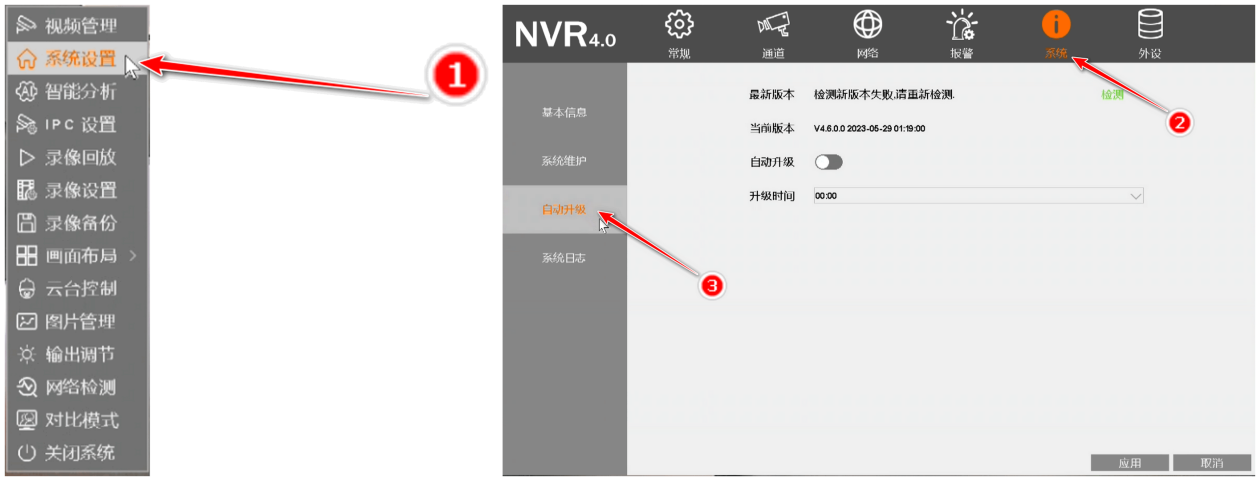 视频管理
系统设置
智能分析
IPC 设置
录像回放
录像设置
录像备份
画面布局 >
云台控制
图片管理
输出调节
网络检测
对比模式
关闭系统
1
NVR4.0
常规
通道
网络
报警
系统
外设
2
基本信息
系统维护
自动升级
系统日志
3
最新版本 检测新版本失败,请重新检测. 检测
当前版本 V4.6.0.0 2023-05-29 01:19:00
自动升级
升级时间 00:00
应用 取消